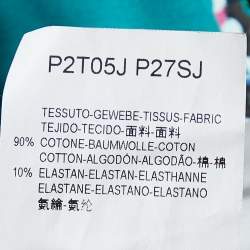 P2T05J P27SJ
TESSUTO-GEWEBE-TISSUS-FABRIC
TEJIDO-TECIDO-面料-面料
90% COTONE-BAUMWOLLE-COTON
COTTON-ALGODÓN-ALGODÃO-棉-棉
10% ELASTAN-ELASTAN-ELASTHANNE
ELASTANE-ELASTANO-ELASTANO
氨綸-氨纶